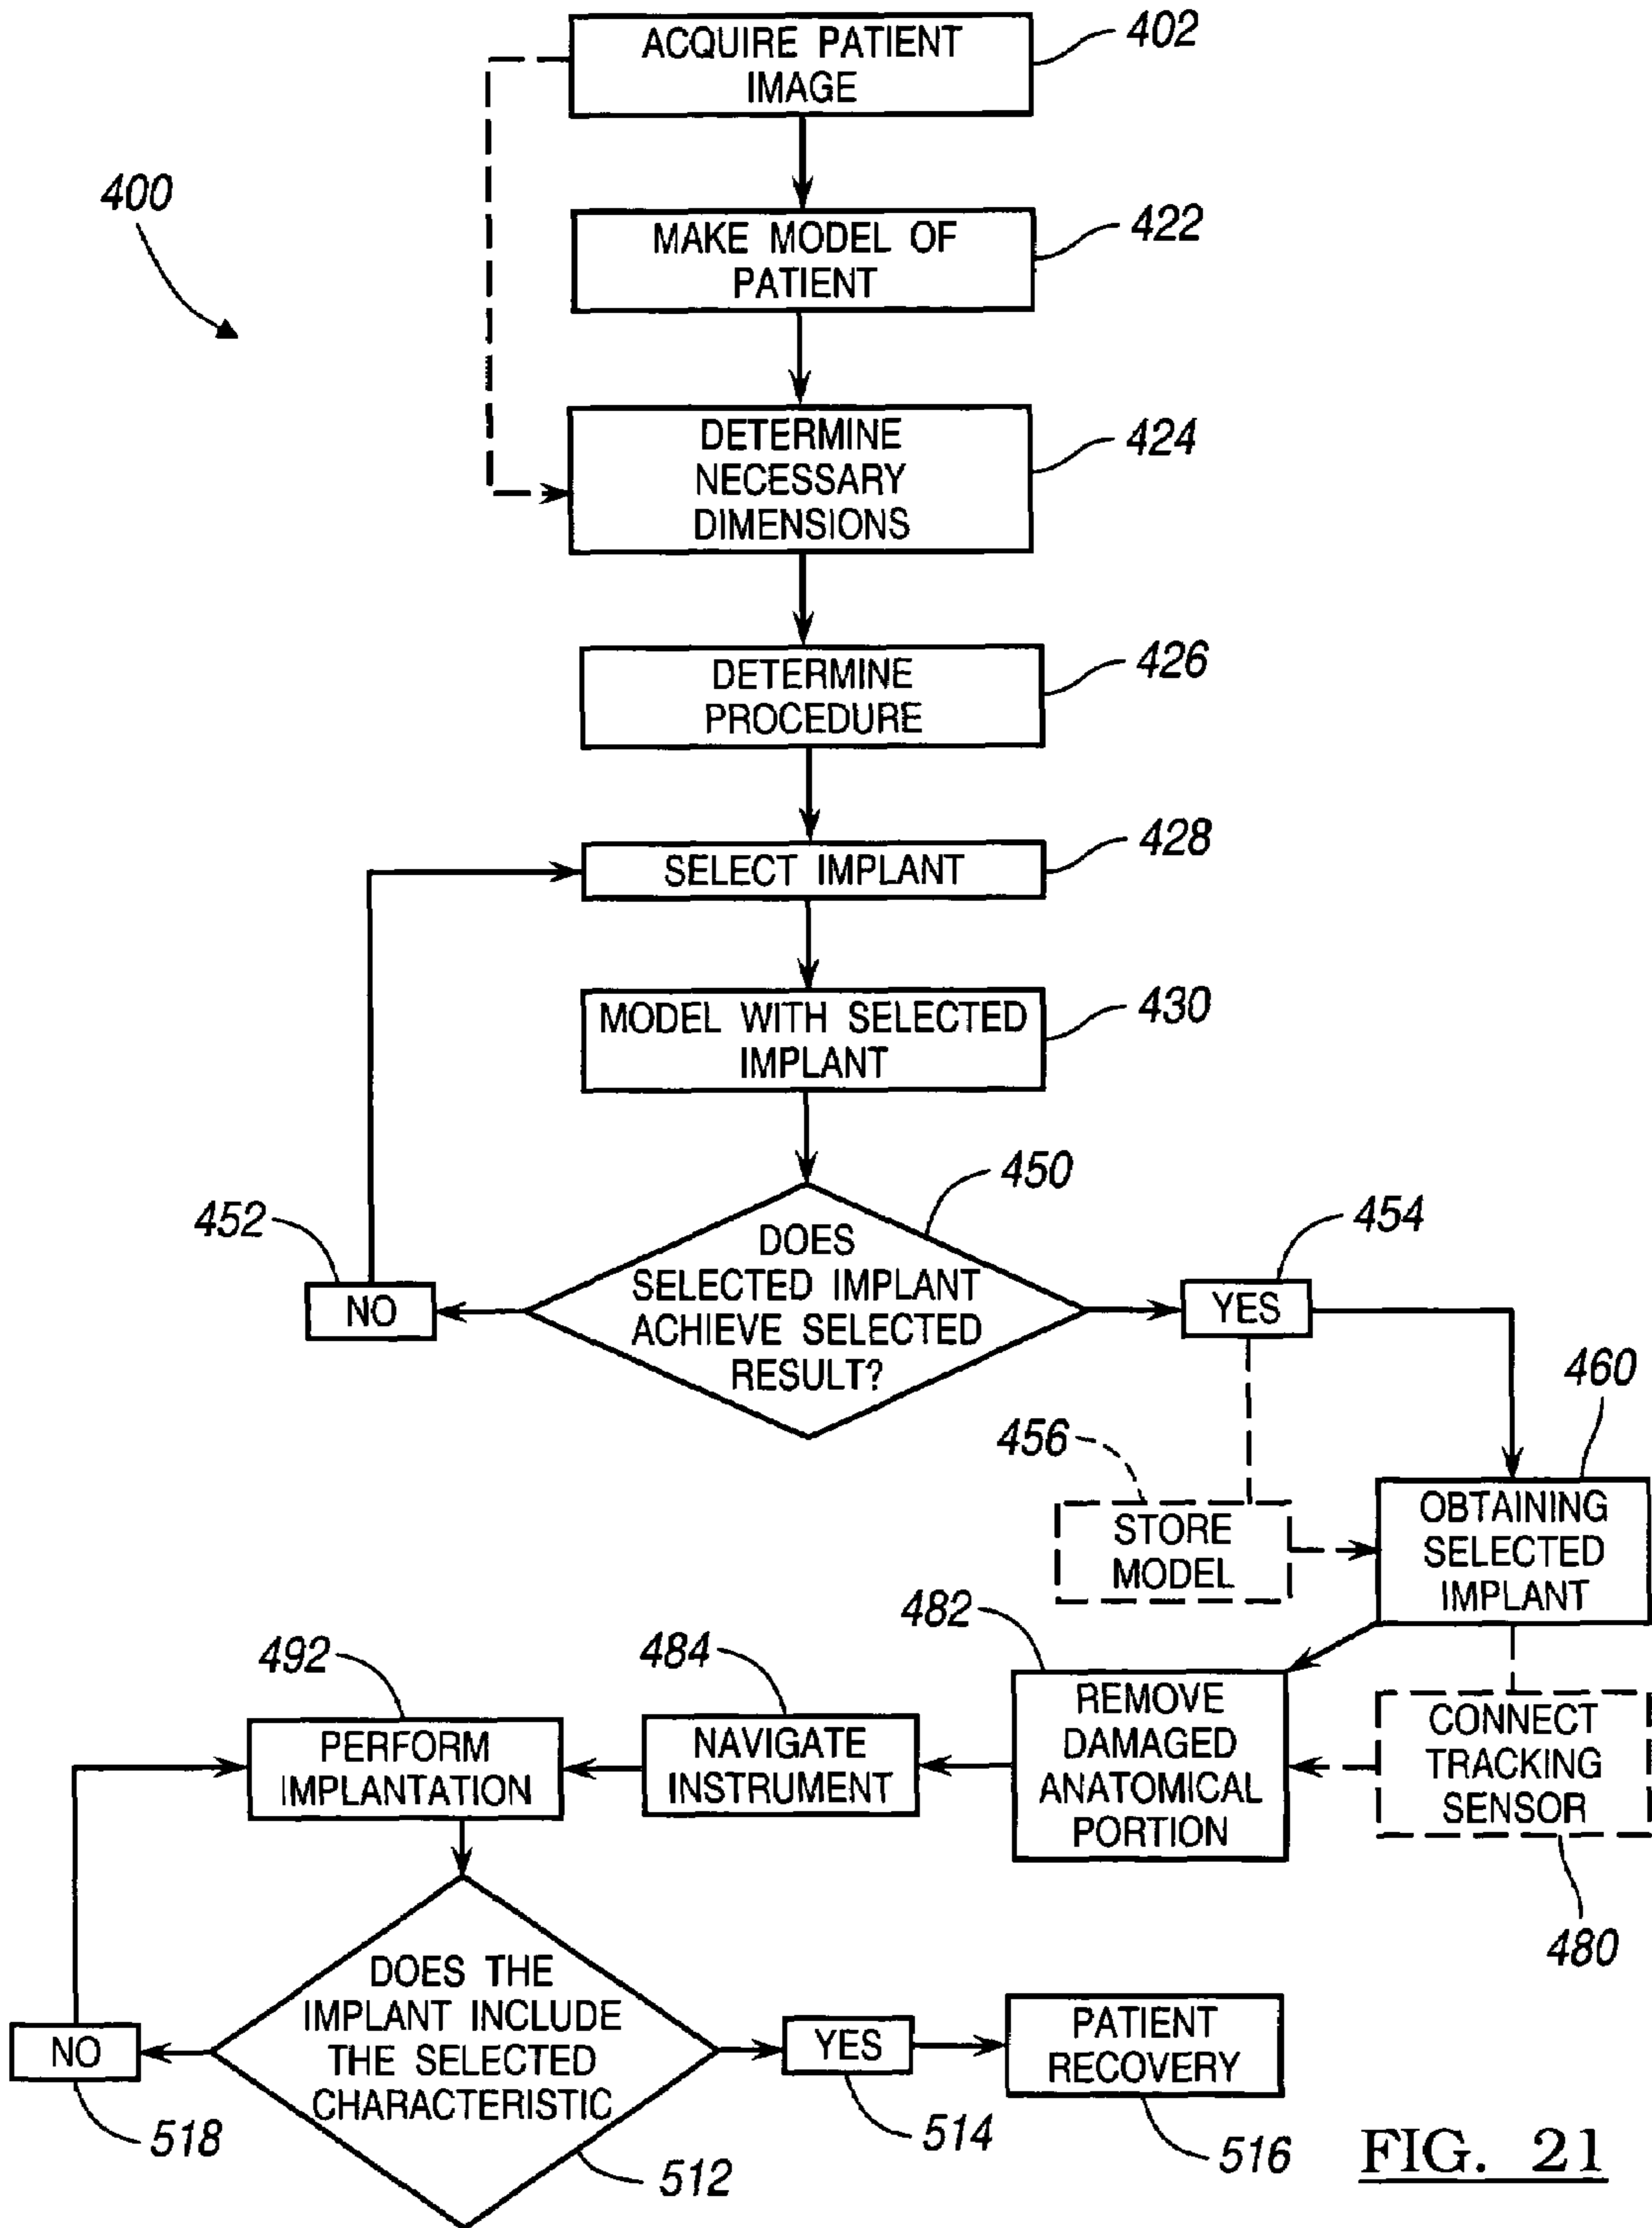 ACQUIRE PATIENT
IMAGE
402
400
MAKE MODEL OF
PATIENT
422
DETERMINE
NECESSARY
DIMENSIONS
424
DETERMINE
PROCEDURE
426
SELECT IMPLANT
428
MODEL WITH SELECTED
IMPLANT
430
DOES
SELECTED IMPLANT
ACHIEVE SELECTED
RESULT?
450
452
NO
454
YES
456
STORE
MODEL
460
OBTAINING
SELECTED
IMPLANT
CONNECT
TRACKING
SENSOR
480
482
REMOVE
DAMAGED
ANATOMICAL
PORTION
484
NAVIGATE
INSTRUMENT
492
PERFORM
IMPLANTATION
DOES THE
IMPLANT INCLUDE
THE SELECTED
CHARACTERISTIC
512
NO
518
YES
514
PATIENT
RECOVERY
516
FIG. 21